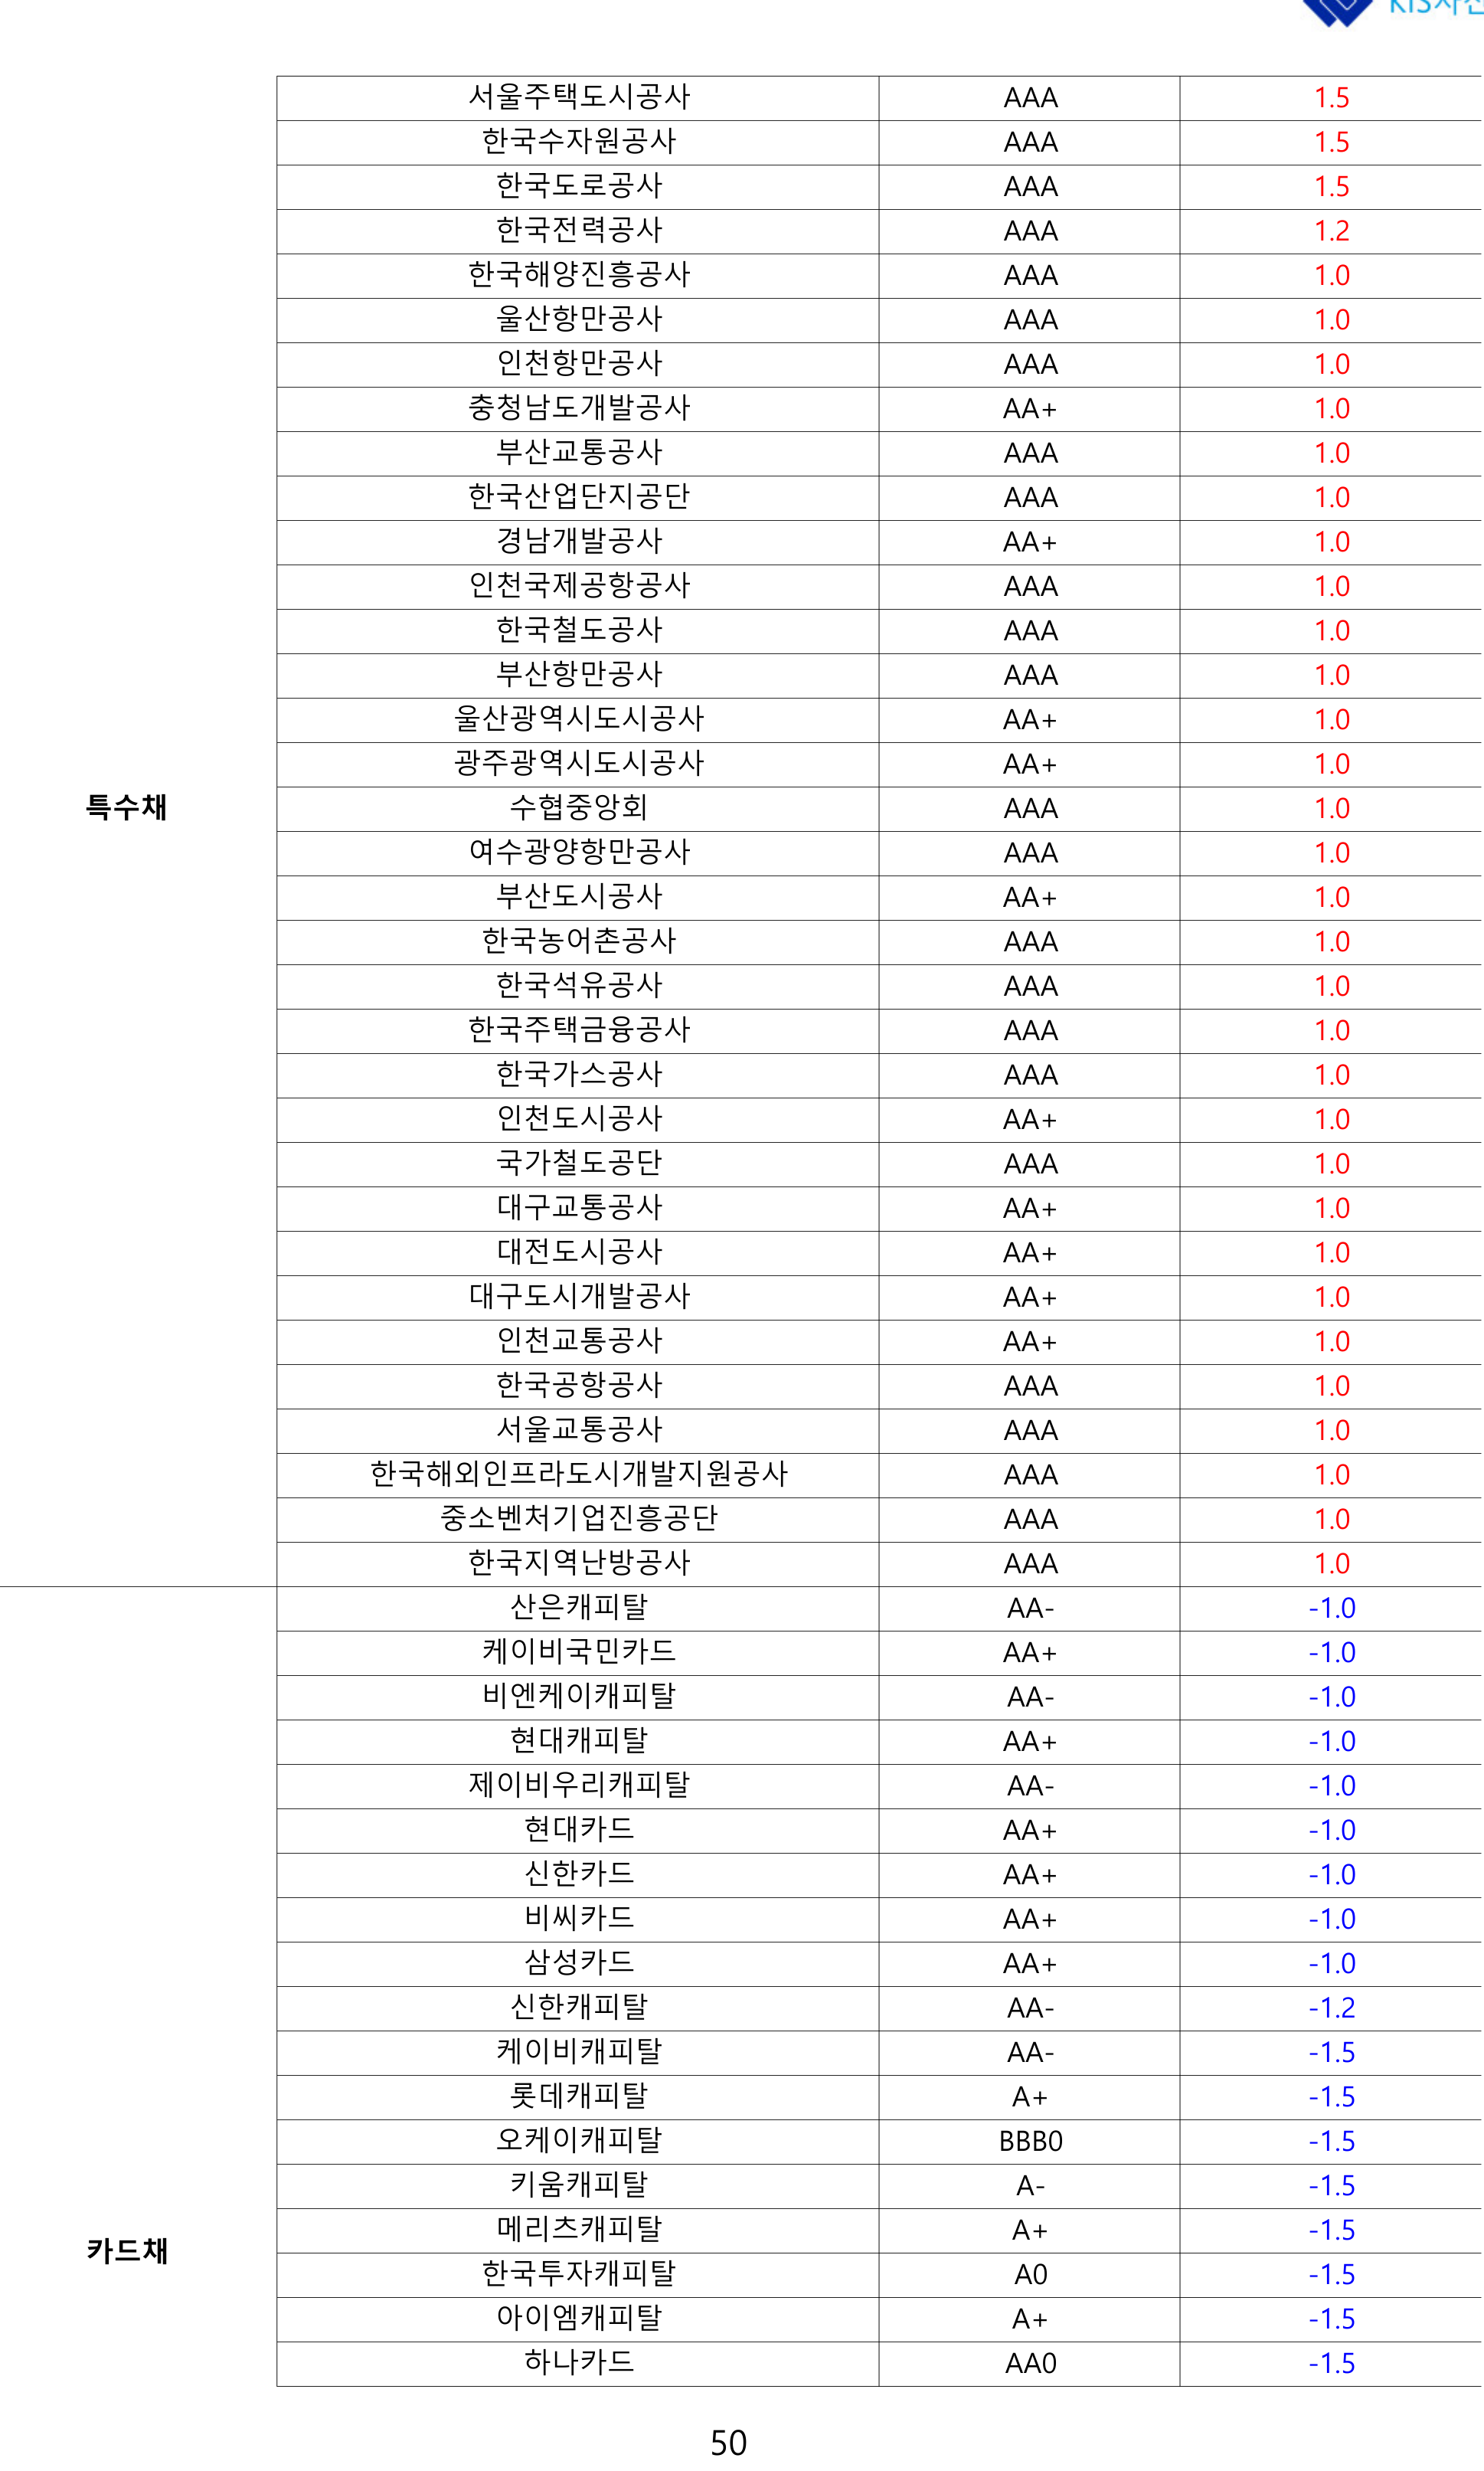 서울주택도시공사 AAA 1.5
한국수자원공사 AAA 1.5
한국도로공사 AAA 1.5
한국전력공사 AAA 1.2
한국해양진흥공사 AAA 1.0
울산항만공사 AAA 1.0
인천항만공사 AAA 1.0
충청남도개발공사 AA+ 1.0
부산교통공사 AAA 1.0
한국산업단지공단 AAA 1.0
경남개발공사 AA+ 1.0
인천국제공항공사 AAA 1.0
한국철도공사 AAA 1.0
부산항만공사 AAA 1.0
울산광역시도시공사 AA+ 1.0
광주광역시도시공사 AA+ 1.0
특수채 수협중앙회 AAA 1.0
여수광양항만공사 AAA 1.0
부산도시공사 AA+ 1.0
한국농어촌공사 AAA 1.0
한국석유공사 AAA 1.0
한국주택금융공사 AAA 1.0
한국가스공사 AAA 1.0
인천도시공사 AA+ 1.0
국가철도공단 AAA 1.0
대구교통공사 AA+ 1.0
대전도시공사 AA+ 1.0
대구도시개발공사 AA+ 1.0
인천교통공사 AA+ 1.0
한국공항공사 AAA 1.0
서울교통공사 AAA 1.0
한국해외인프라도시개발지원공사 AAA 1.0
중소벤처기업진흥공단 AAA 1.0
한국지역난방공사 AAA 1.0
산은캐피탈 AA- -1.0
케이비국민카드 AA+ -1.0
비엔케이캐피탈 AA- -1.0
현대캐피탈 AA+ -1.0
제이비우리캐피탈 AA- -1.0
현대카드 AA+ -1.0
신한카드 AA+ -1.0
비씨카드 AA+ -1.0
삼성카드 AA+ -1.0
신한캐피탈 AA- -1.2
케이비캐피탈 AA- -1.5
롯데캐피탈 A+ -1.5
오케이캐피탈 BBB0 -1.5
키움캐피탈 A- -1.5
카드채 메리츠캐피탈 A+ -1.5
한국투자캐피탈 A0 -1.5
아이엠캐피탈 A+ -1.5
하나카드 AA0 -1.5
50